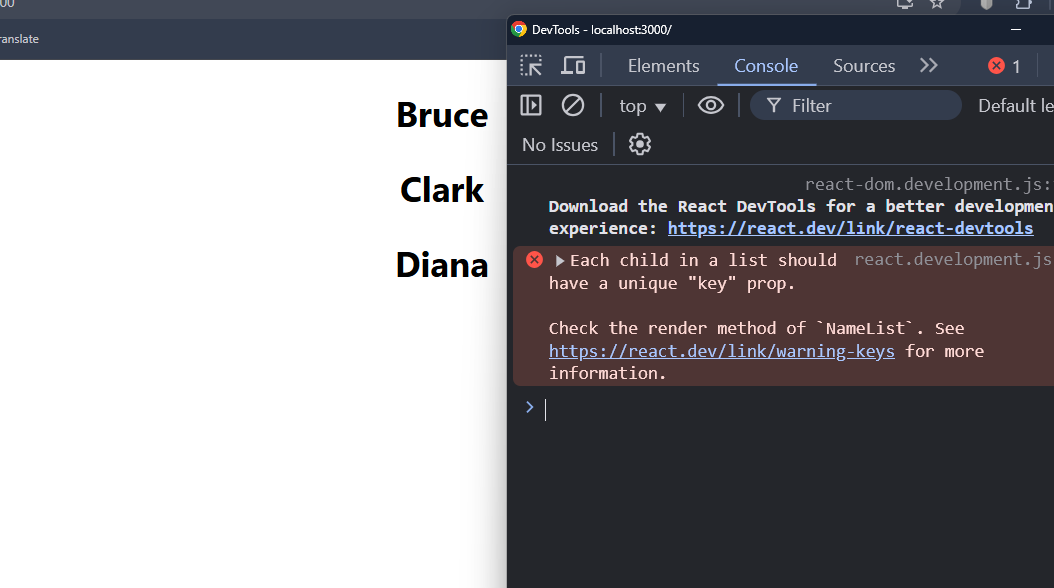 00
ranslate
Bruce
Clark
Diana
DevTools - localhost:3000/
Elements
Console
Sources
1
top
Filter
Default le
No Issues
react-dom.development.js:
Download the React DevTools for a better developmen
experience: https://react.dev/link/react-devtools
Each child in a list should react.development.js
have a unique "key" prop.
Check the render method of `NameList`. See
https://react.dev/link/warning-keys for more
information.